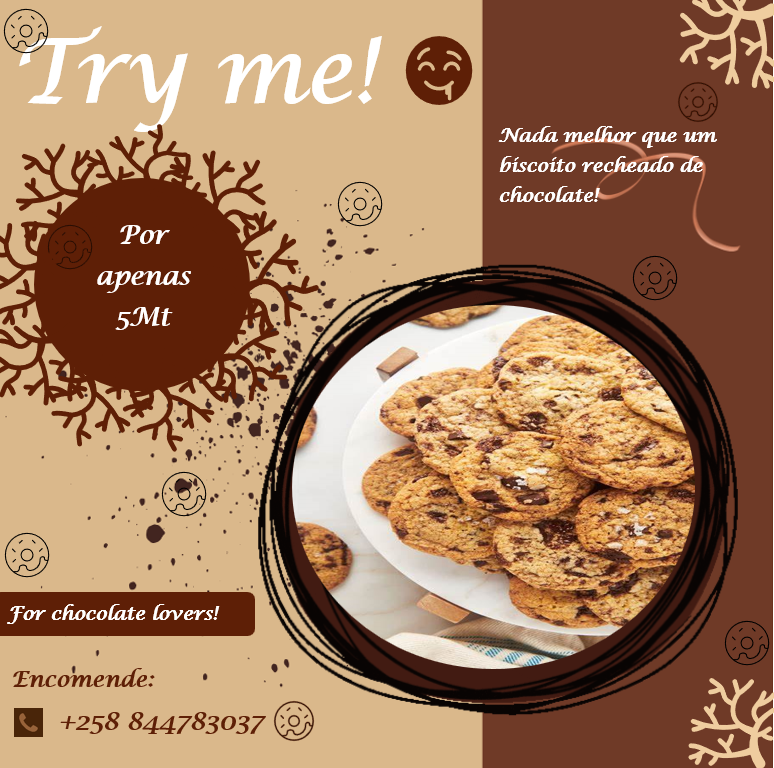 Try me!
Nada melhor que um
biscoito recheado de
chocolate!
Por
apenas
5Mt
For chocolate lovers!
Encomende:
+258 844783037